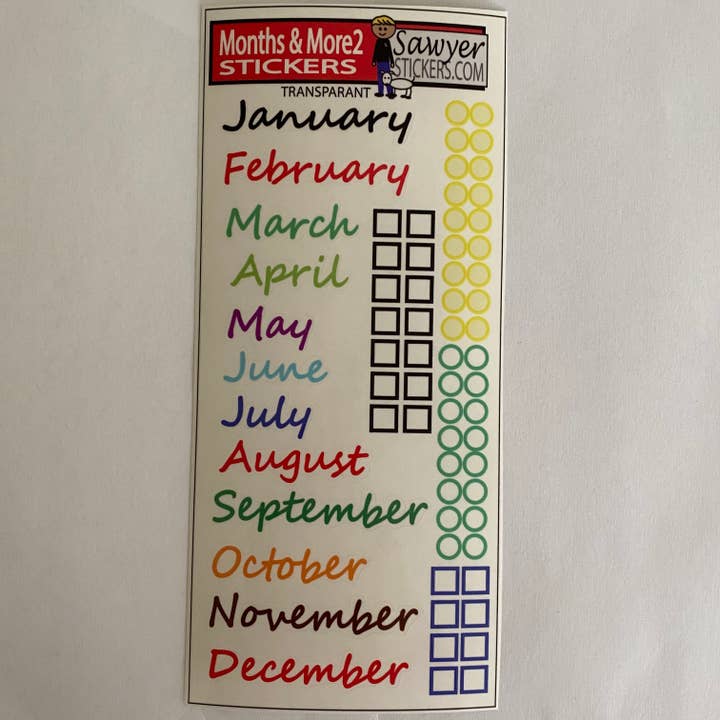 Months & More2
STICKERS
Sawyer
STICKERS.COM
TRANSPARANT
January
February
March
April
May
June
July
August
September
October
November
December